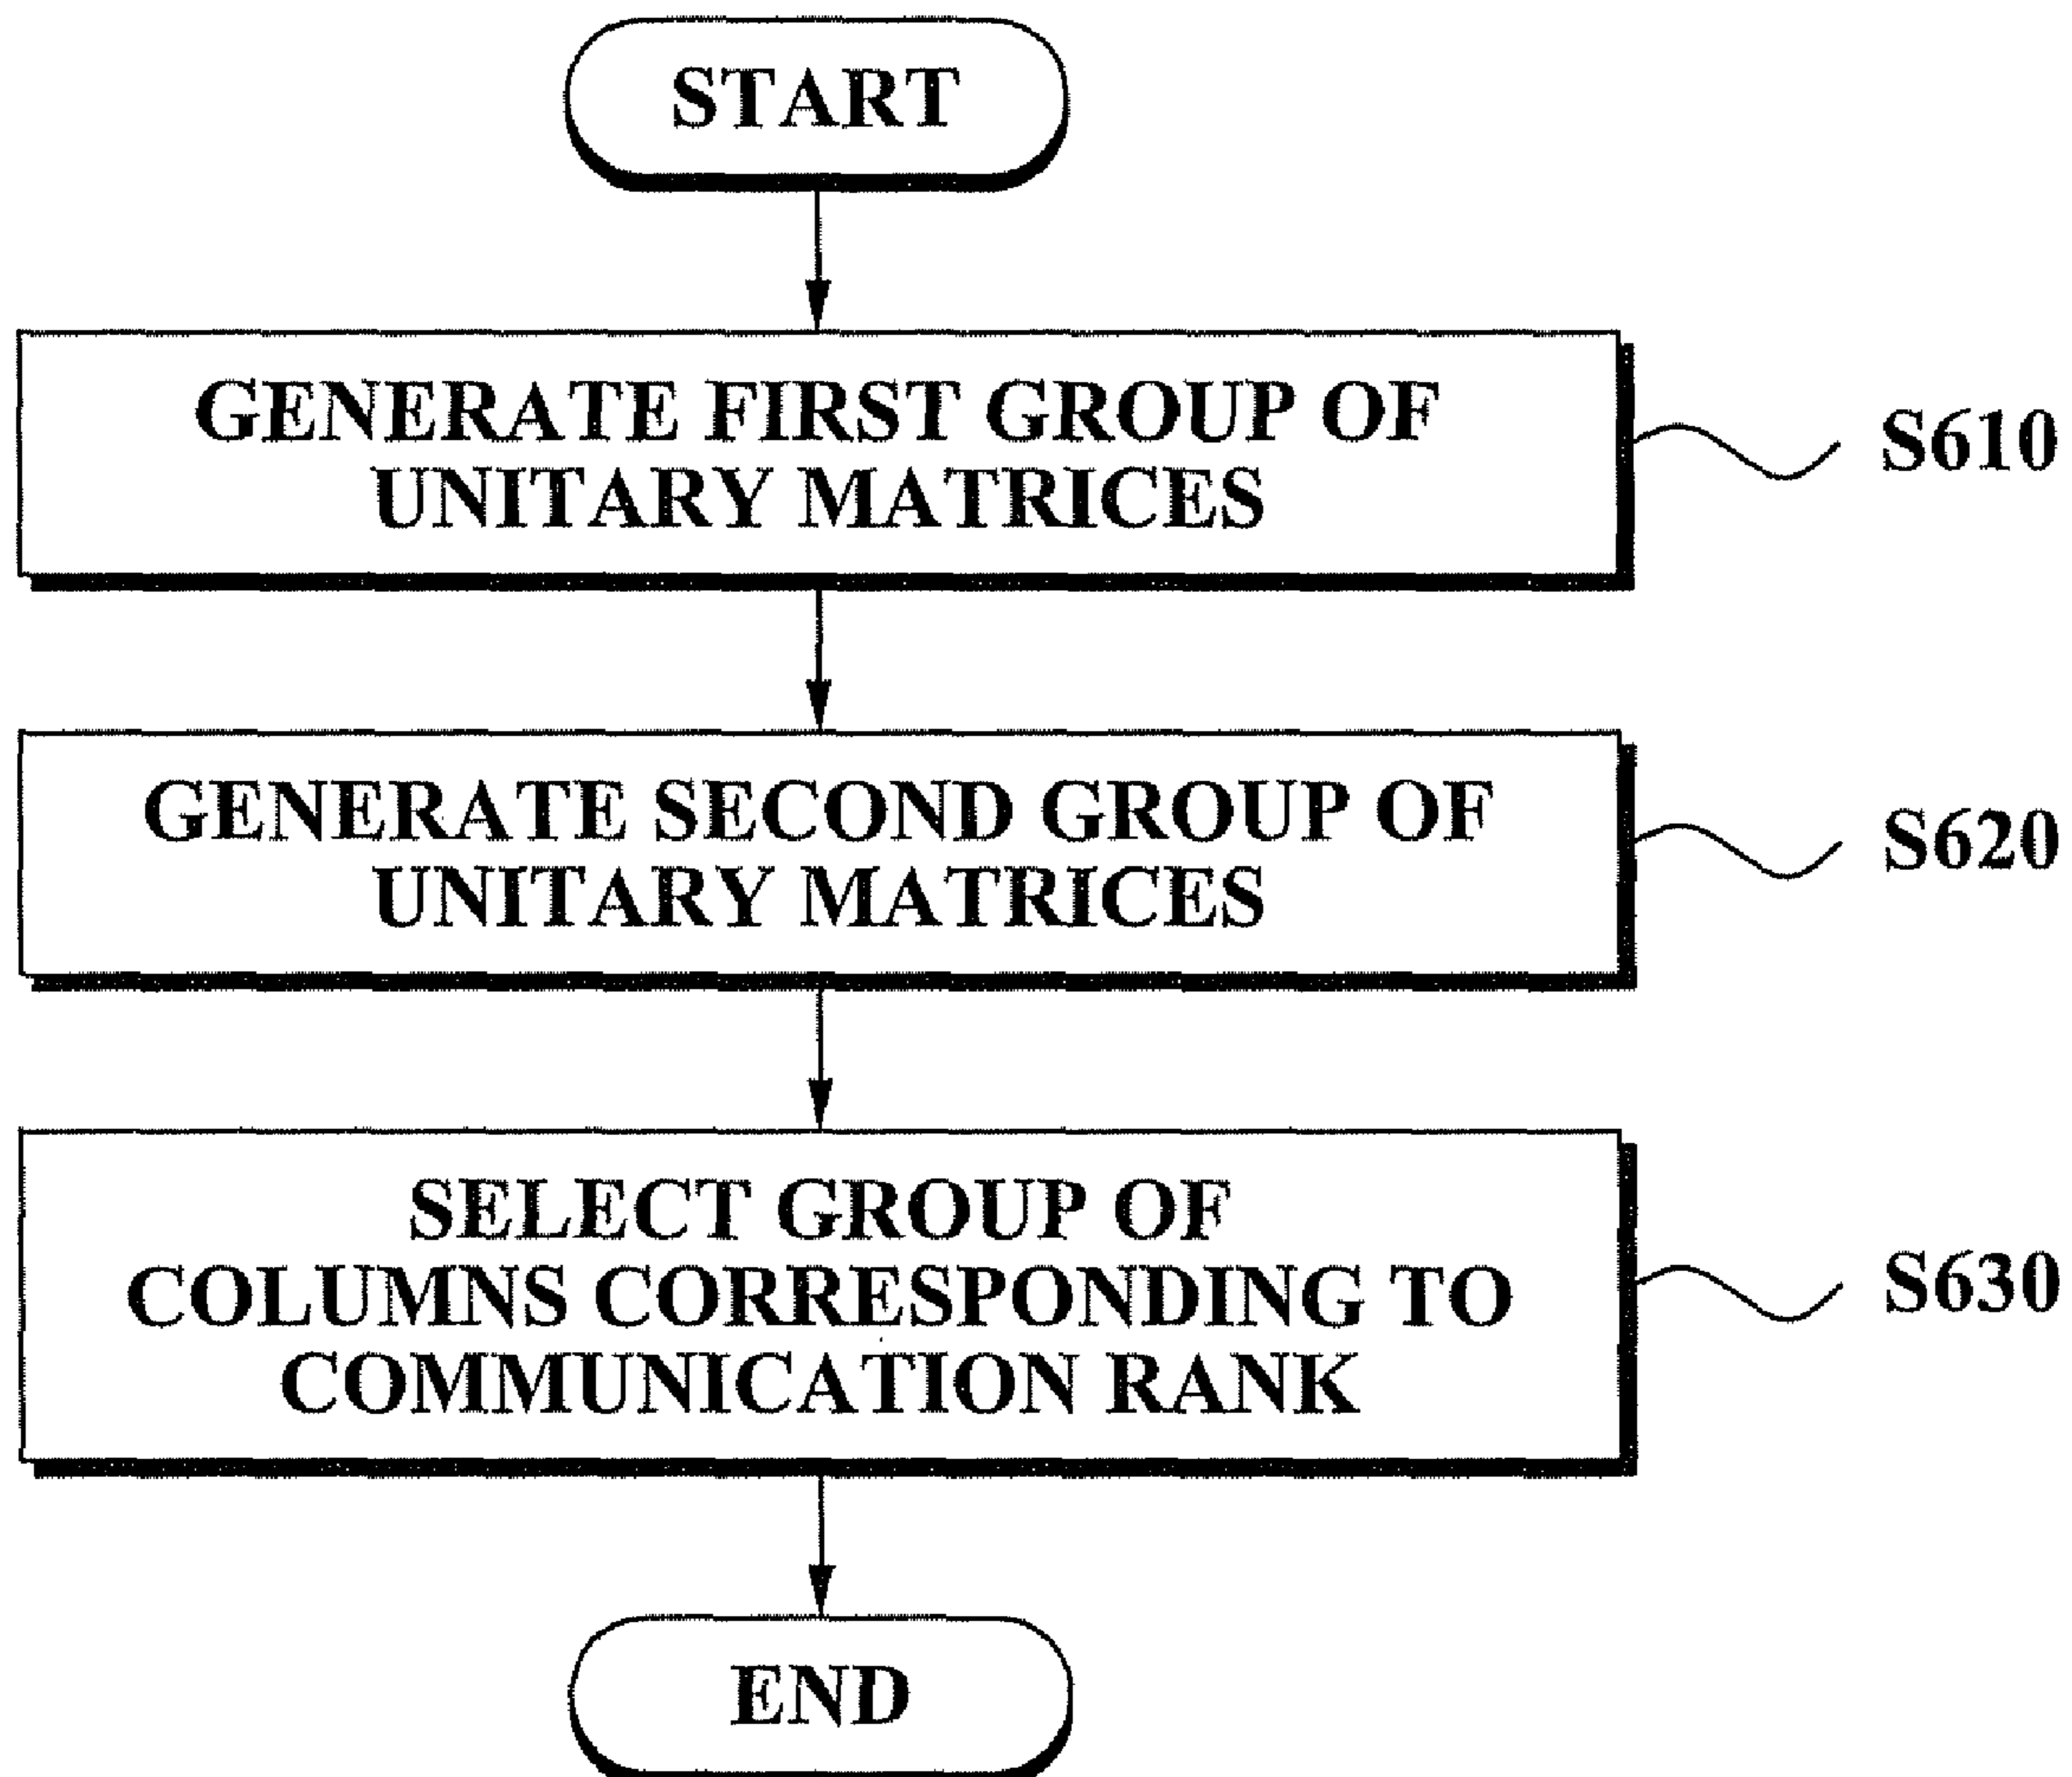 START
GENERATE FIRST GROUP OF
UNITARY MATRICES
S610
GENERATE SECOND GROUP OF
UNITARY MATRICES
S620
SELECT GROUP OF
COLUMNS CORRESPONDING TO
COMMUNICATION RANK
S630
END